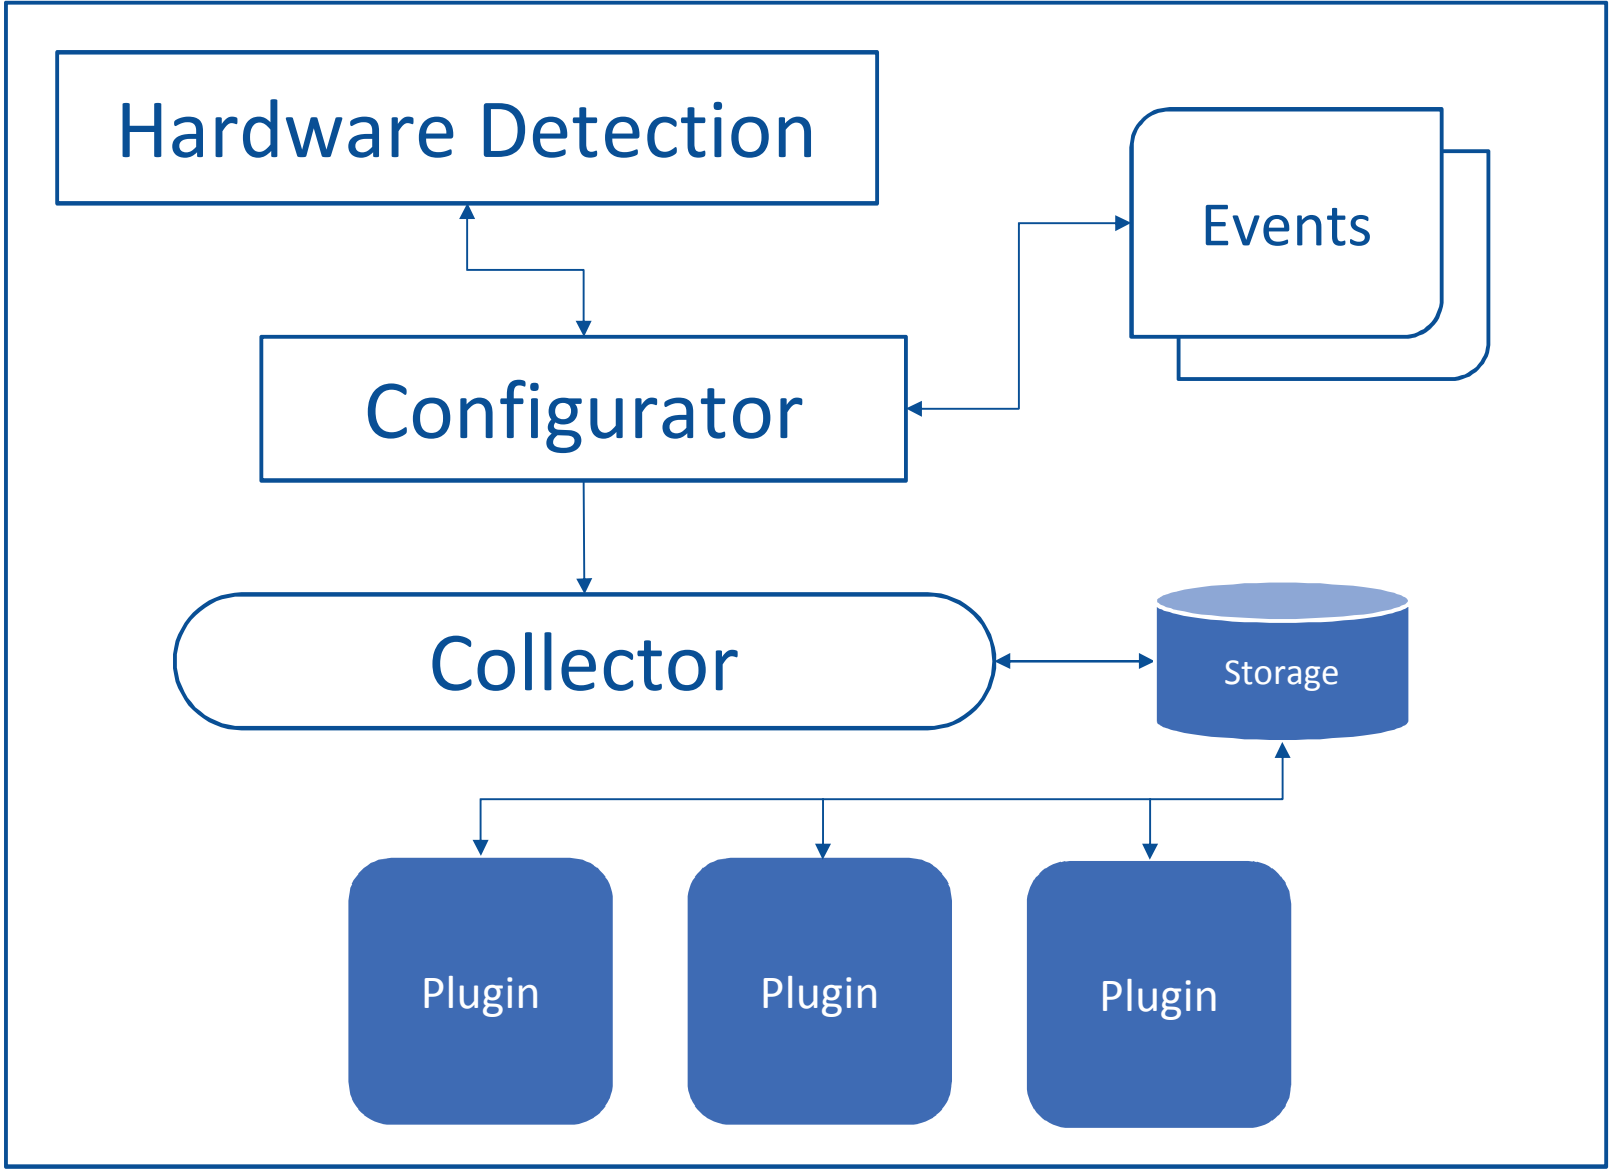 Hardware Detection
Events
Configurator
Collector
Storage
Plugin
Plugin
Plugin